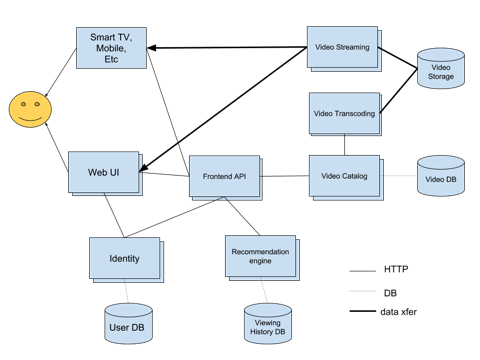 Smart TV,
Mobile,
Etc
Video Streaming
Video
Storage
Video Transcoding
Web UI
Frontend API
Video Catalog
Video DB
Identity
Recommendation
engine
User DB
Viewing
History DB
HTTP
DB
data xfer